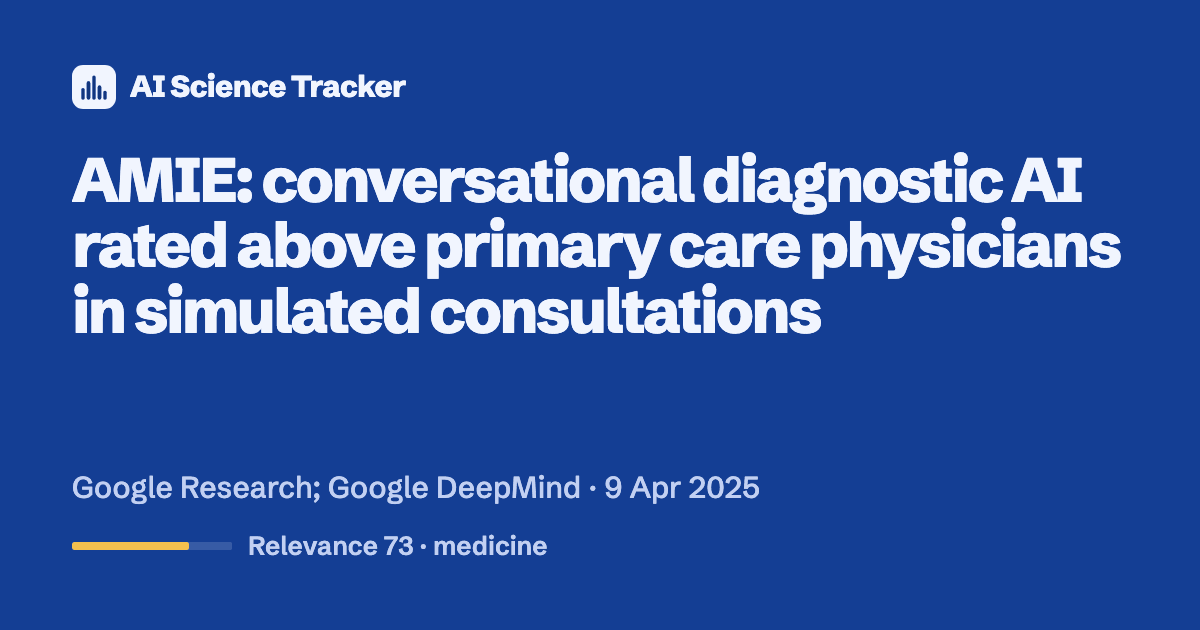 AI Science Tracker
AMIE: conversational diagnostic AI
rated above primary care physicians
in simulated consultations
Google Research; Google DeepMind · 9 Apr 2025
Relevance 73 · medicine